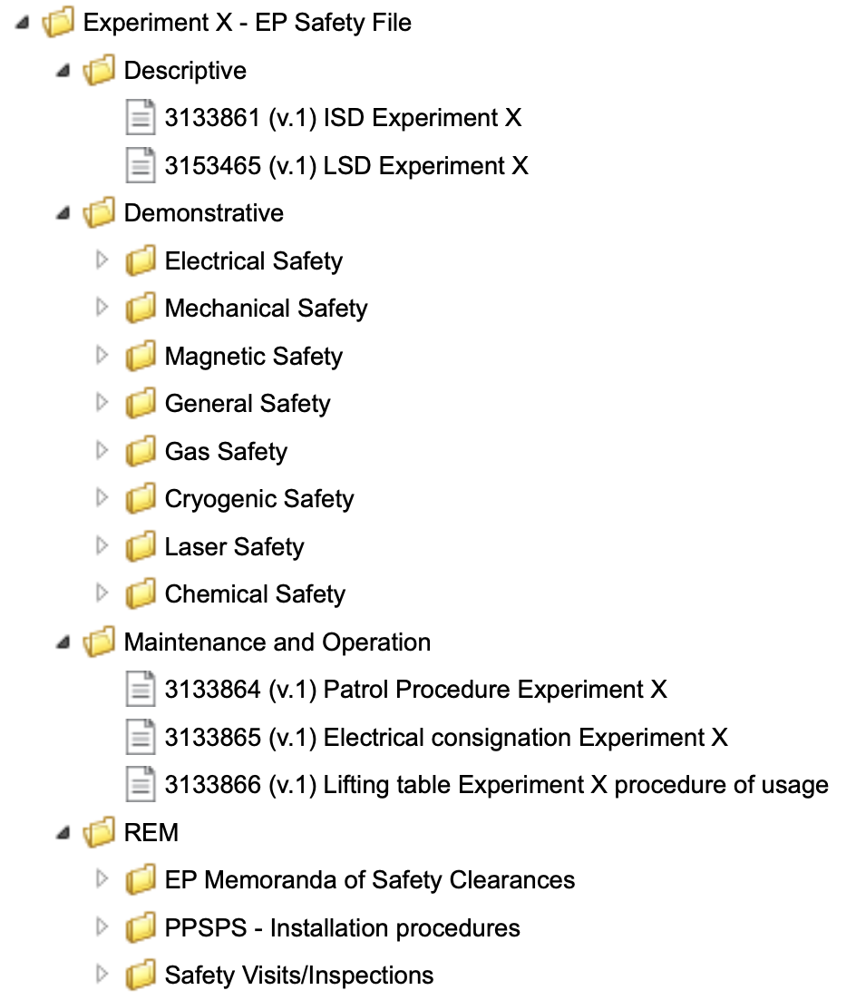 Experiment X - EP Safety File
Descriptive
3133861 (v.1) ISD Experiment X
3153465 (v.1) LSD Experiment X
Demonstrative
Electrical Safety
Mechanical Safety
Magnetic Safety
General Safety
Gas Safety
Cryogenic Safety
Laser Safety
Chemical Safety
Maintenance and Operation
3133864 (v.1) Patrol Procedure Experiment X
3133865 (v.1) Electrical consignation Experiment X
3133866 (v.1) Lifting table Experiment X procedure of usage
REM
EP Memoranda of Safety Clearances
PPSPS - Installation procedures
Safety Visits/Inspections